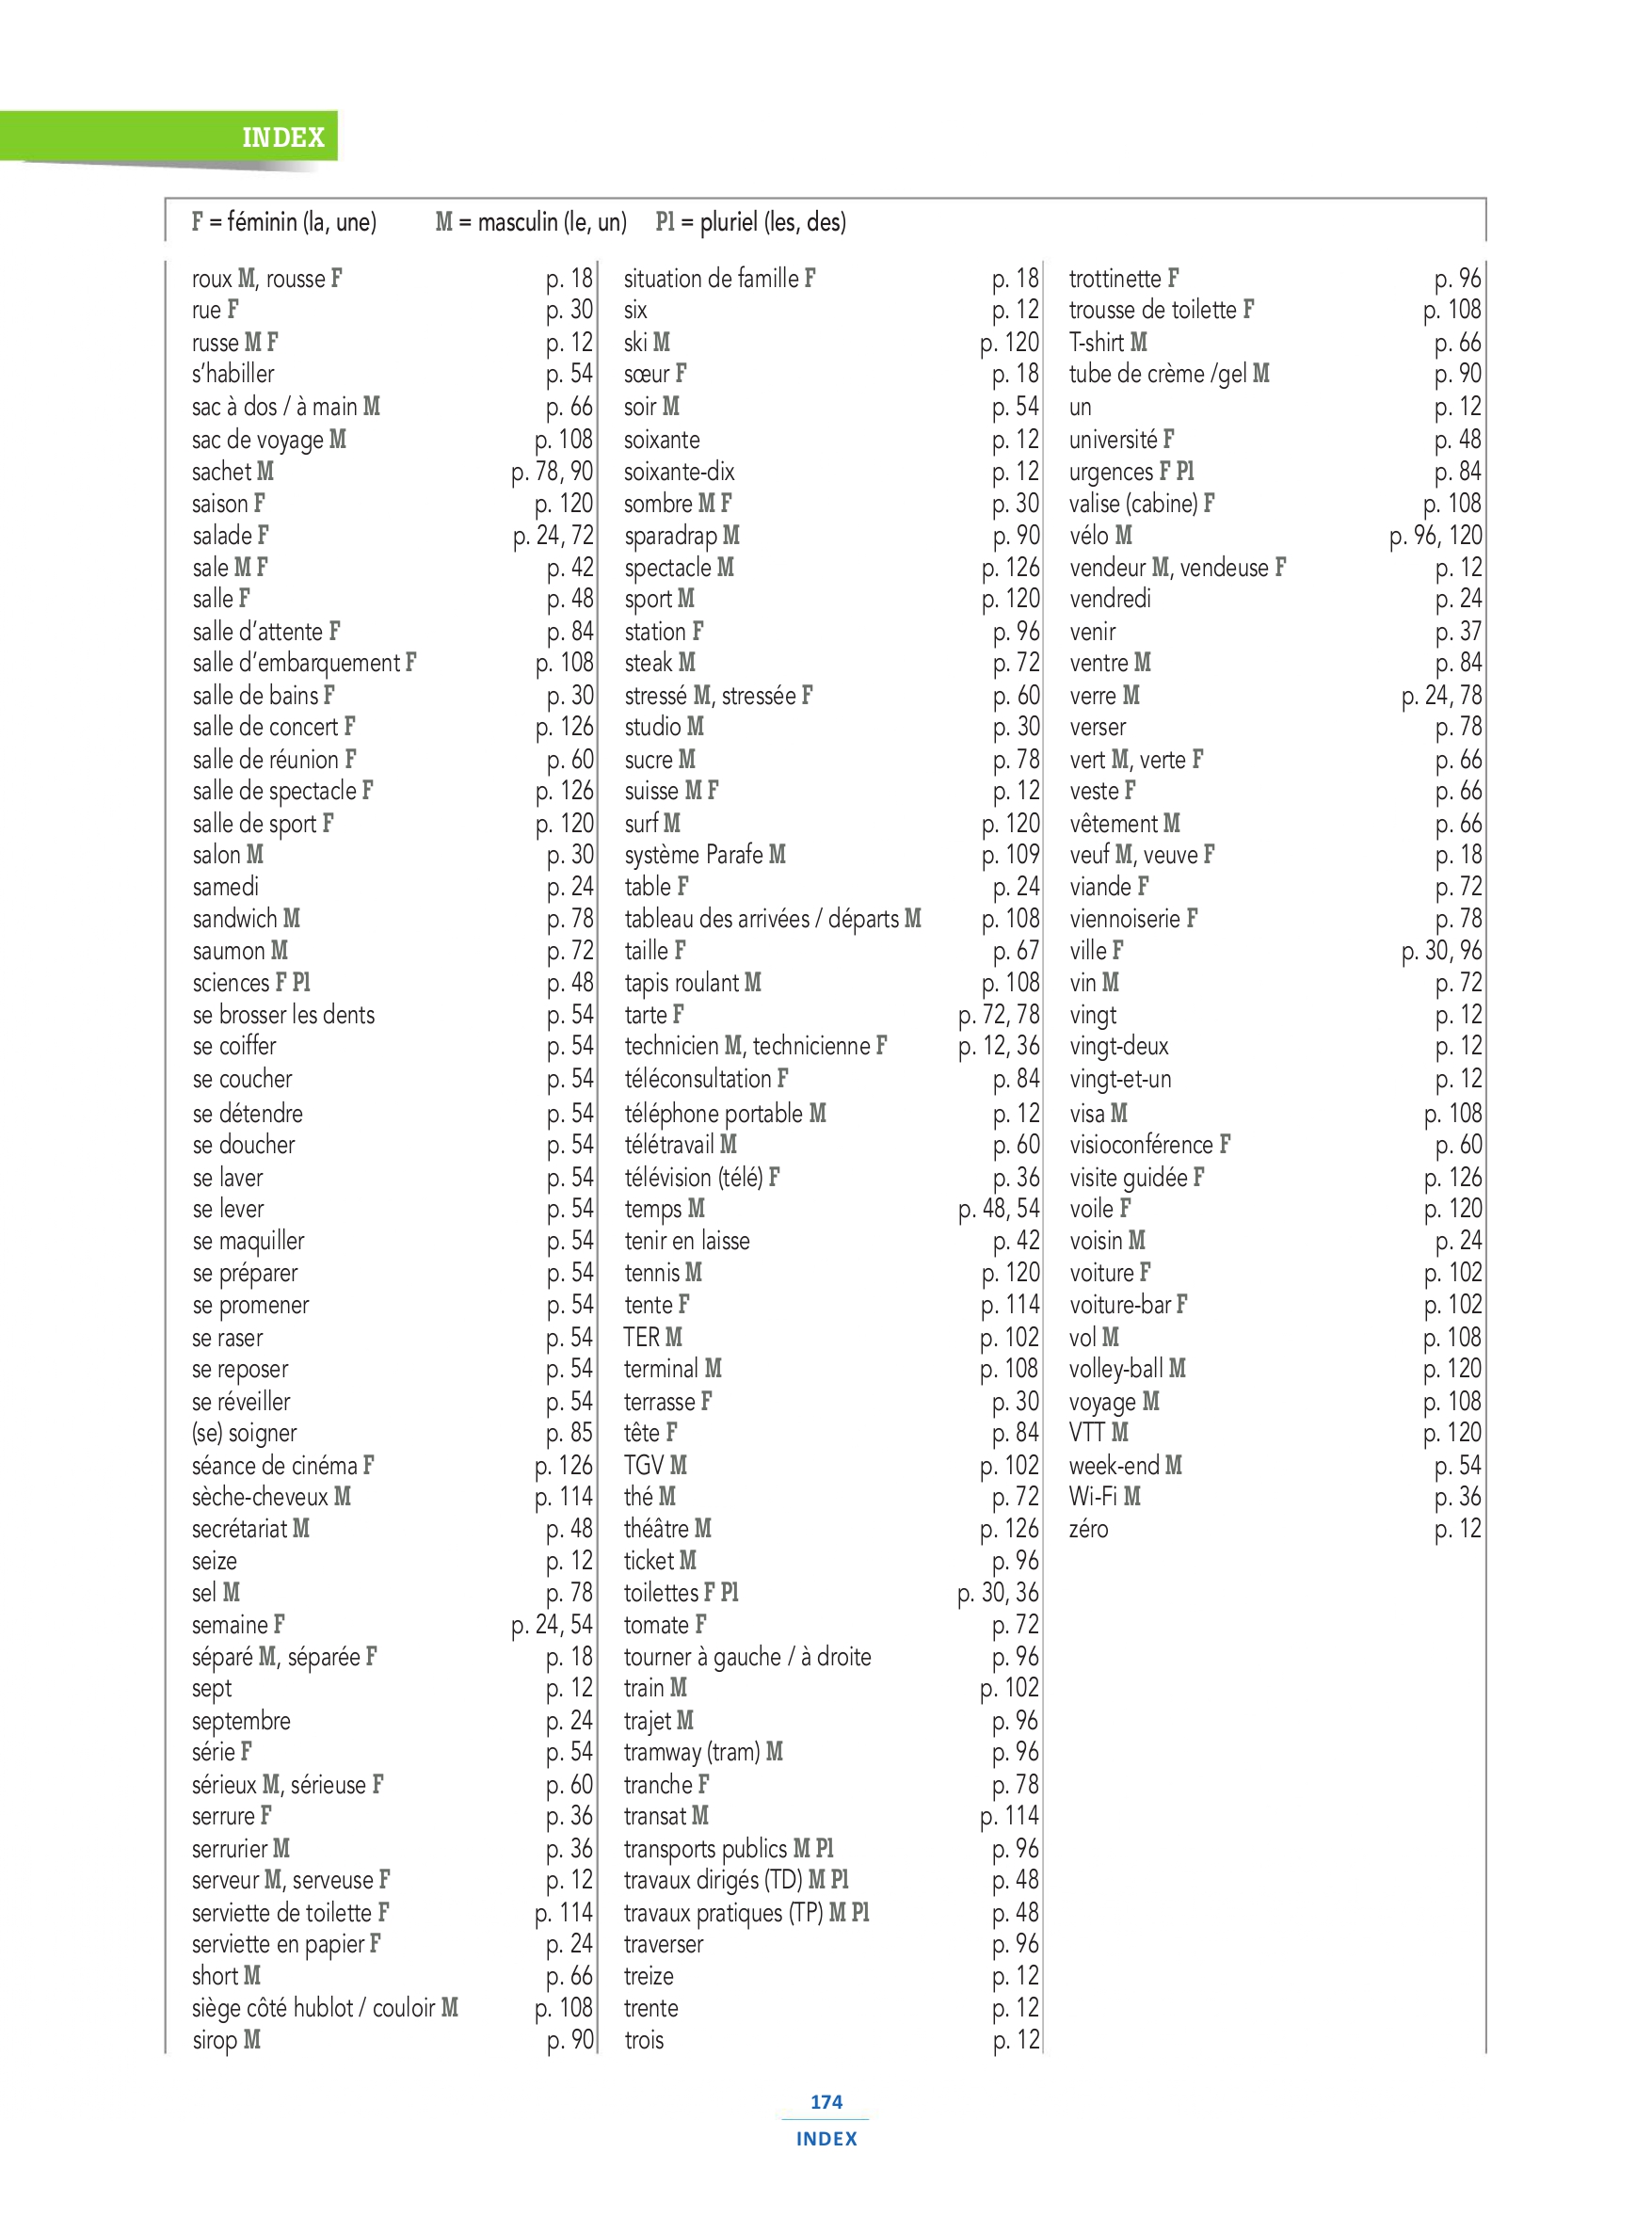 INDEX
F = féminin (la, une) M = masculin (le, un) Pl = pluriel (les, des)
roux M, rousse F p. 18
rue F p. 30
russe M F p. 12
s'habiller p. 54
sac à dos / à main M p. 66
sac de voyage M p. 108
sachet M p. 78, 90
saison F p. 120
salade F p. 24, 72
sale M F p. 42
salle F p. 48
salle d'attente F p. 84
salle d'embarquement F p. 108
salle de bains F p. 30
salle de concert F p. 126
salle de réunion F p. 60
salle de spectacle F p. 126
salle de sport F p. 120
salon M p. 30
samedi p. 24
sandwich M p. 78
saumon M p. 72
sciences F Pl p. 48
se brosser les dents p. 54
se coiffer p. 54
se coucher p. 54
se détendre p. 54
se doucher p. 54
se laver p. 54
se lever p. 54
se maquiller p. 54
se préparer p. 54
se promener p. 54
se raser p. 54
se reposer p. 54
se réveiller p. 54
(se) soigner p. 85
séance de cinéma F p. 126
sèche-cheveux M p. 114
secrétariat M p. 48
seize p. 12
sel M p. 78
semaine F p. 24, 54
séparé M, séparée F p. 18
sept p. 12
septembre p. 24
série F p. 54
sérieux M, sérieuse F p. 60
serrure F p. 36
serrurier M p. 36
serveur M, serveuse F p. 12
serviette de toilette F p. 114
serviette en papier F p. 24
short M p. 66
siège côté hublot / couloir M p. 108
sirop M p. 90
situation de famille F p. 18
six p. 12
ski M p. 120
sœur F p. 18
soir M p. 54
soixante p. 12
soixante-dix p. 12
sombre M F p. 30
sparadrap M p. 90
spectacle M p. 126
sport M p. 120
station F p. 96
steak M p. 72
stressé M, stressée F p. 60
studio M p. 30
sucre M p. 78
suisse M F p. 12
surf M p. 120
système Parafe M p. 109
table F p. 24
tableau des arrivées / départs M p. 108
taille F p. 67
tapis roulant M p. 108
tarte F p. 72, 78
technicien M, technicienne F p. 12, 36
téléconsultation F p. 84
téléphone portable M p. 12
télétravail M p. 60
télévision (télé) F p. 36
temps M p. 48, 54
tenir en laisse p. 42
tennis M p. 120
tente F p. 114
TER M p. 102
terminal M p. 108
terrasse F p. 30
tête F p. 84
TGV M p. 102
thé M p. 72
théâtre M p. 126
ticket M p. 96
toilettes F Pl p. 30, 36
tomate F p. 72
tourner à gauche / à droite p. 96
train M p. 102
trajet M p. 96
tramway (tram) M p. 96
tranche F p. 78
transat M p. 114
transports publics M Pl p. 96
travaux dirigés (TD) M Pl p. 48
travaux pratiques (TP) M Pl p. 48
traverser p. 96
treize p. 12
trente p. 12
trois p. 12
trottinette F p. 96
trousse de toilette F p. 108
T-shirt M p. 66
tube de crème /gel M p. 90
un p. 12
université F p. 48
urgences F Pl p. 84
valise (cabine) F p. 108
vélo M p. 96, 120
vendeur M, vendeuse F p. 12
vendredi p. 24
venir p. 37
ventre M p. 84
verre M p. 24, 78
verser p. 78
vert M, verte F p. 66
veste F p. 66
vêtement M p. 66
veuf M, veuve F p. 18
viande F p. 72
viennoiserie F p. 78
ville F p. 30, 96
vin M p. 72
vingt p. 12
vingt-deux p. 12
vingt-et-un p. 12
visa M p. 108
visioconférence F p. 60
visite guidée F p. 126
voile F p. 120
voisin M p. 24
voiture F p. 102
voiture-bar F p. 102
vol M p. 108
volley-ball M p. 120
voyage M p. 108
VTT M p. 120
week-end M p. 54
Wi-Fi M p. 36
zéro p. 12
174
INDEX